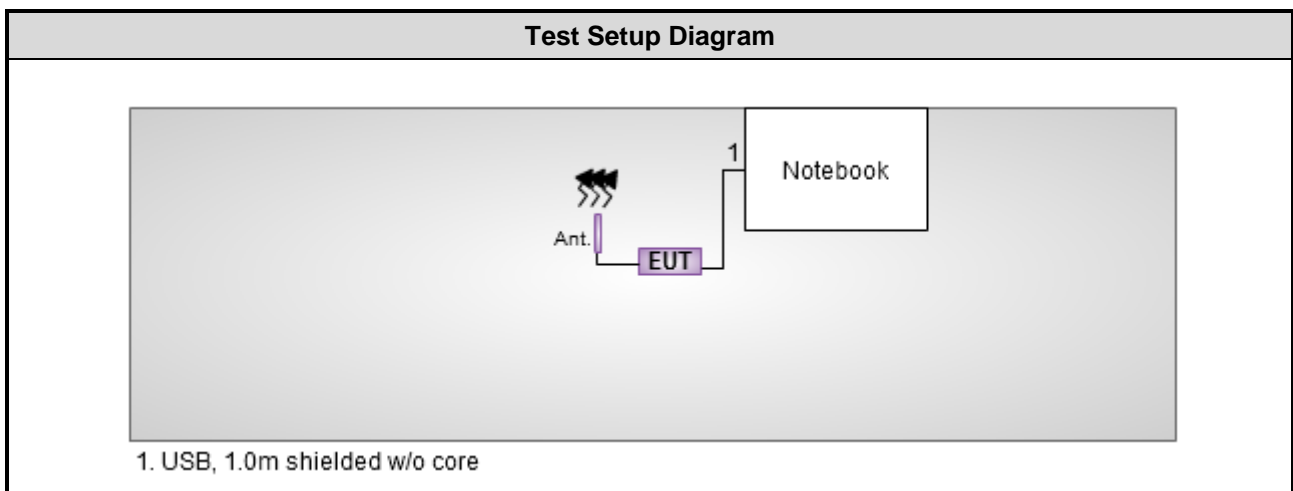 Test Setup Diagram
1
Notebook
Ant.
EUT
1. USB, 1.0m shielded w/o core